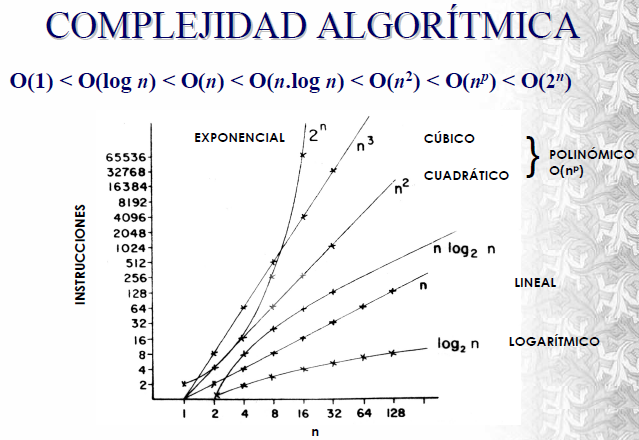 COMPLEJIDAD ALGORÍTMICA
O(1) < O(log n) < O(n) < O(n.log n) < O(n²) < O(nᵖ) < O(2ⁿ)
EXPONENCIAL
2ⁿ
n³
CÚBICO
POLINÓMICO
O(nᵖ)
n²
CUADRÁTICO
n log₂ n
n
LINEAL
log₂ n
LOGARÍTMICO
INSTRUCCIONES
65536
32768
16384
8192
4096
2048
1024
512
256
128
64
32
16
8
4
2
1 2 4 8 16 32 64 128
n